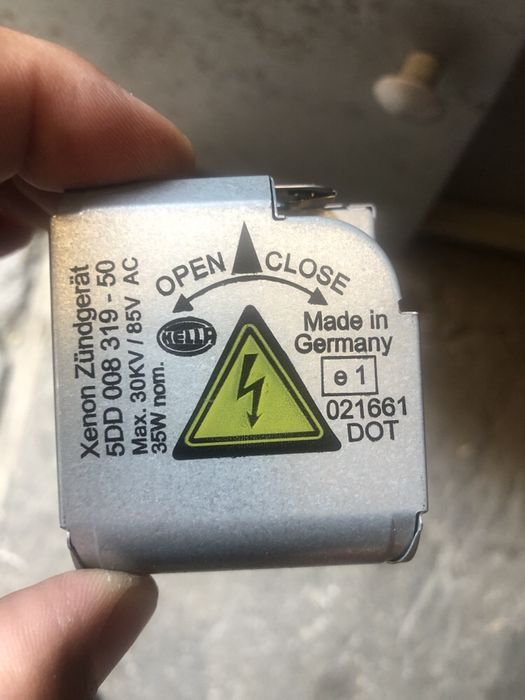 Xenon Zündgerät
5DD 008 319 - 50
Max. 30KV / 85V AC
35W nom.
OPEN CLOSE
HELLA
Made in
Germany
e 1
021661
DOT